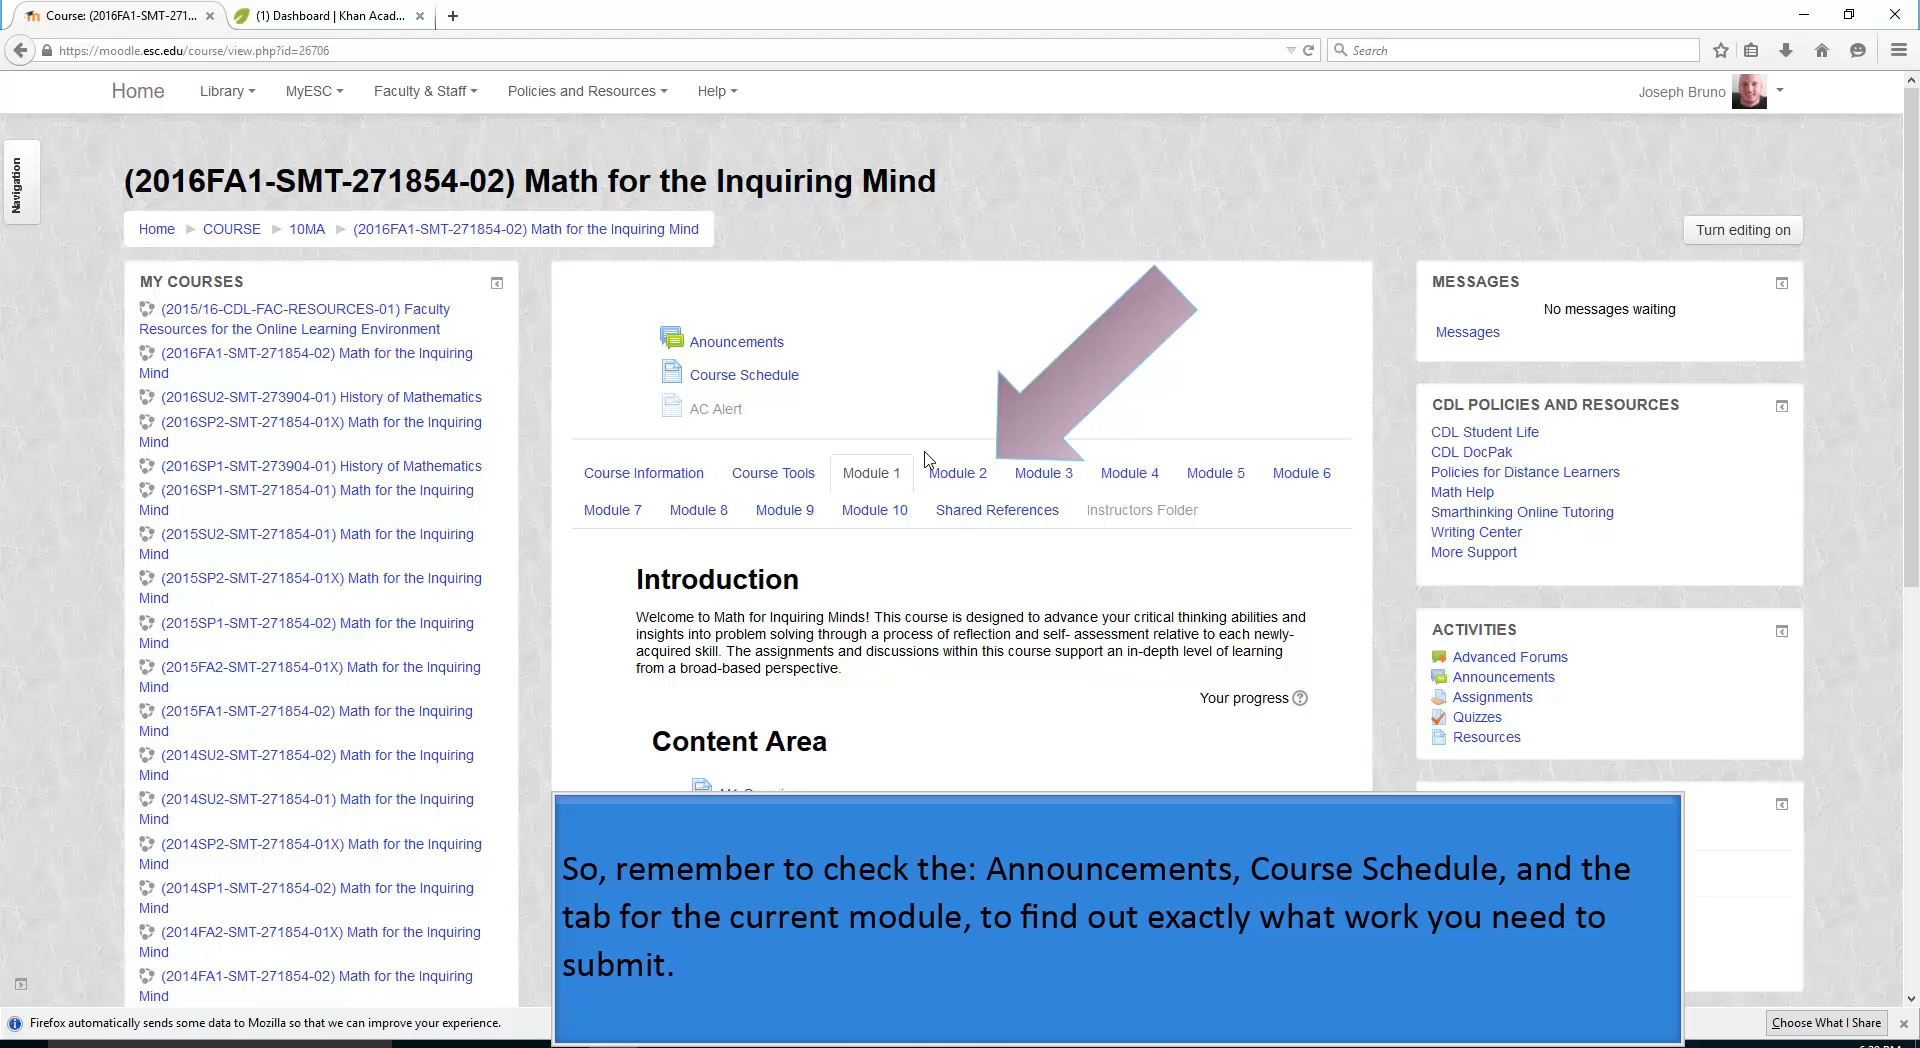 Course: (2016FA1-SMT-271...
(1) Dashboard | Khan Acad...
https://moodle.esc.edu/course/view.php?id=26706
Search
Home
Library
MyESC
Faculty & Staff
Policies and Resources
Help
Joseph Bruno
Navigation
(2016FA1-SMT-271854-02) Math for the Inquiring Mind
Home
COURSE
10MA
(2016FA1-SMT-271854-02) Math for the Inquiring Mind
Turn editing on
MY COURSES
(2015/16-CDL-FAC-RESOURCES-01) Faculty
Resources for the Online Learning Environment
(2016FA1-SMT-271854-02) Math for the Inquiring
Mind
(2016SU2-SMT-273904-01) History of Mathematics
(2016SP2-SMT-271854-01X) Math for the Inquiring
Mind
(2016SP1-SMT-273904-01) History of Mathematics
(2016SP1-SMT-271854-01) Math for the Inquiring
Mind
(2015SU2-SMT-271854-01) Math for the Inquiring
Mind
(2015SP2-SMT-271854-01X) Math for the Inquiring
Mind
(2015SP1-SMT-271854-02) Math for the Inquiring
Mind
(2015FA2-SMT-271854-01X) Math for the Inquiring
Mind
(2015FA1-SMT-271854-02) Math for the Inquiring
Mind
(2014SU2-SMT-271854-02) Math for the Inquiring
Mind
(2014SU2-SMT-271854-01) Math for the Inquiring
Mind
(2014SP2-SMT-271854-01X) Math for the Inquiring
Mind
(2014SP1-SMT-271854-02) Math for the Inquiring
Mind
(2014FA2-SMT-271854-01X) Math for the Inquiring
Mind
(2014FA1-SMT-271854-02) Math for the Inquiring
Mind
Anouncements
Course Schedule
AC Alert
Course Information
Course Tools
Module 1
Module 2
Module 3
Module 4
Module 5
Module 6
Module 7
Module 8
Module 9
Module 10
Shared References
Instructors Folder
Introduction
Welcome to Math for Inquiring Minds! This course is designed to advance your critical thinking abilities and
insights into problem solving through a process of reflection and self- assessment relative to each newly-
acquired skill. The assignments and discussions within this course support an in-depth level of learning
from a broad-based perspective.
Your progress
Content Area
MESSAGES
No messages waiting
Messages
CDL POLICIES AND RESOURCES
CDL Student Life
CDL DocPak
Policies for Distance Learners
Math Help
Smarthinking Online Tutoring
Writing Center
More Support
ACTIVITIES
Advanced Forums
Announcements
Assignments
Quizzes
Resources
So, remember to check the: Announcements, Course Schedule, and the
tab for the current module, to find out exactly what work you need to
submit.
Firefox automatically sends some data to Mozilla so that we can improve your experience.
Choose What I Share